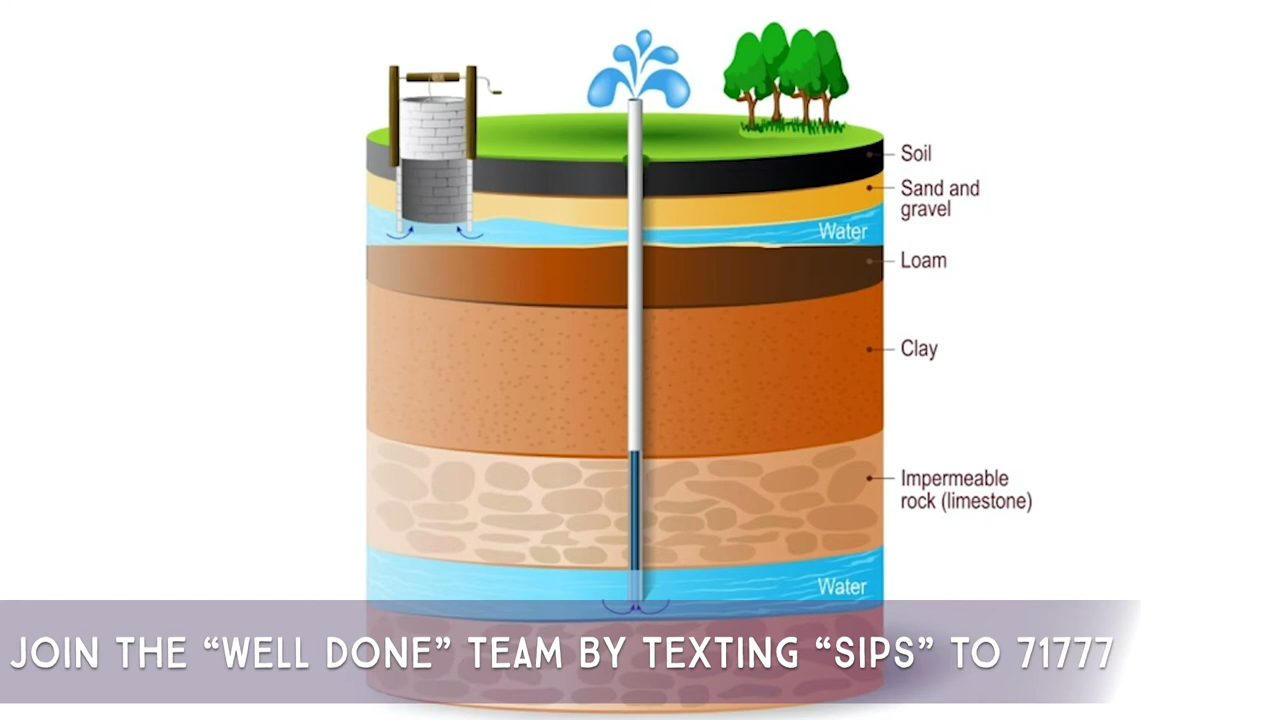 Soil
Sand and
gravel
Water
Loam
Clay
Impermeable
rock (limestone)
Water
JOIN THE “WELL DONE” TEAM BY TEXTING “SIPS” TO 71777